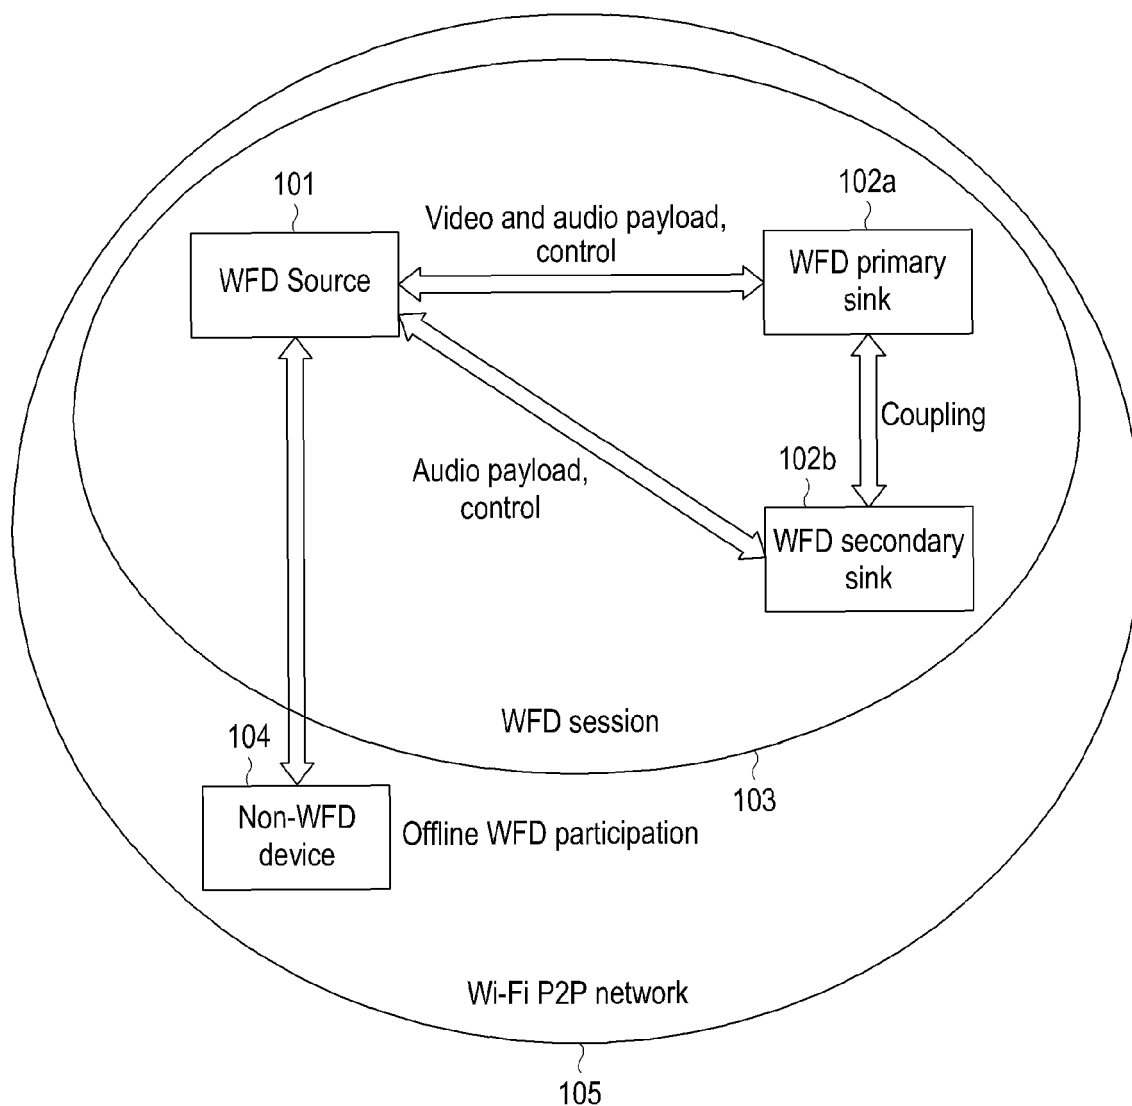 101
102a
Video and audio payload,
control
WFD Source
WFD primary
sink
Coupling
Audio payload,
control
102b
WFD secondary
sink
WFD session
104
103
Non-WFD
device
Offline WFD participation
Wi-Fi P2P network
105